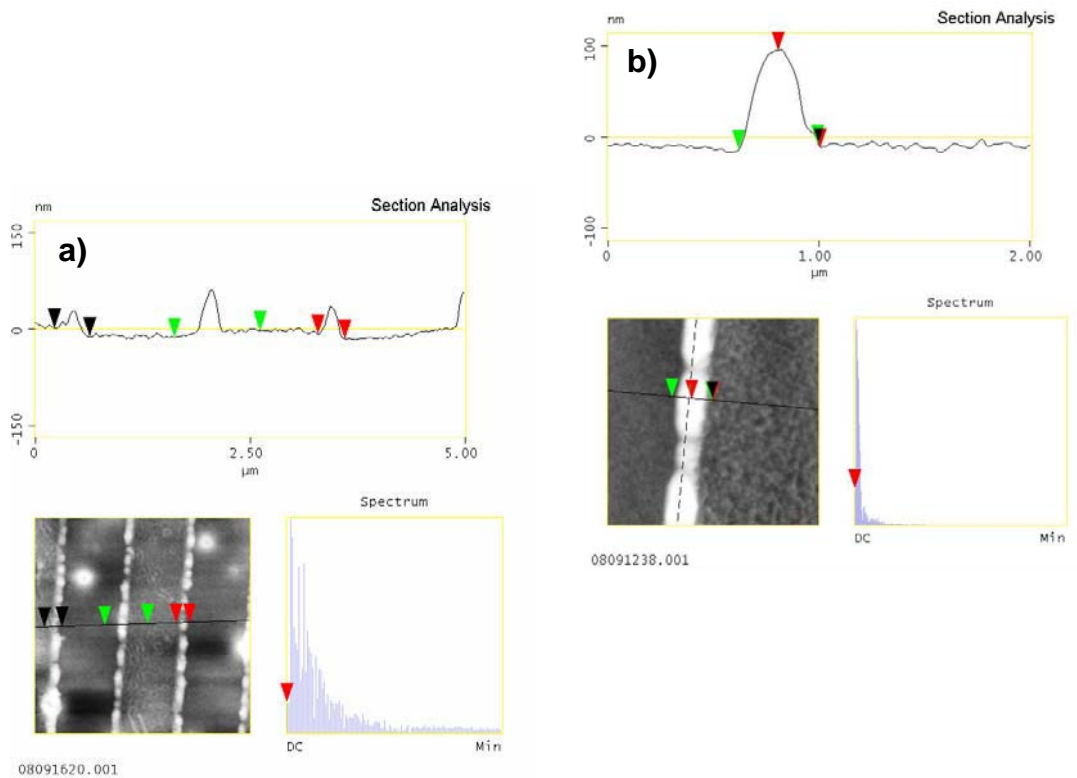 nm
Section Analysis
a)
150
0
-150
0 2.50 5.00
µm
Spectrum
DC Min
08091620.001
nm
Section Analysis
b)
100
0
-100
0 1.00 2.00
µm
Spectrum
DC Min
08091238.001